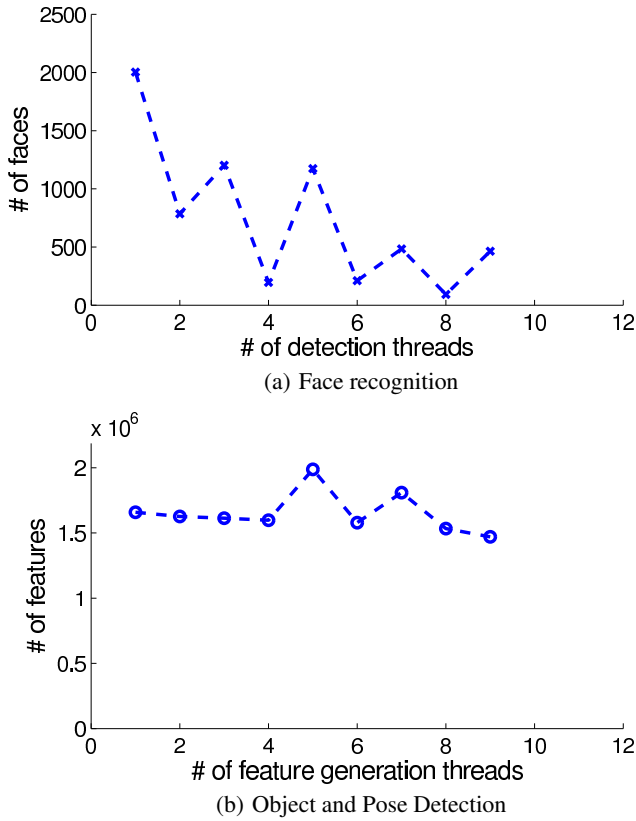 2500
2000
1500
1000
500
0
# of faces
0 2 4 6 8 10 12
# of detection threads
(a) Face recognition
x 10^6
2
1.5
1
0.5
0
# of features
0 2 4 6 8 10 12
# of feature generation threads
(b) Object and Pose Detection